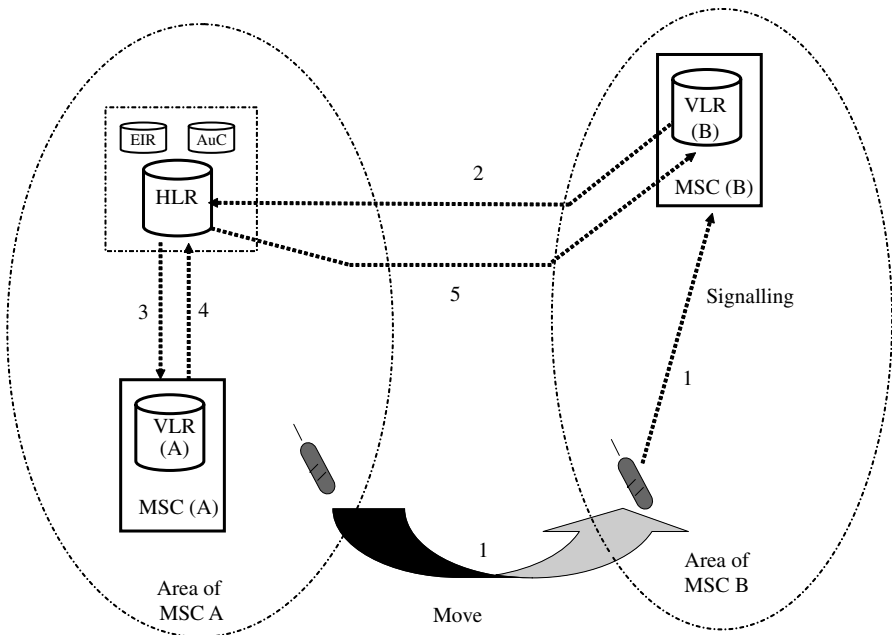 EIR
AuC
HLR
VLR
(B)
MSC (B)
2
5
3
4
Signalling
1
VLR
(A)
MSC (A)
1
Area of
MSC A
Move
Area of
MSC B